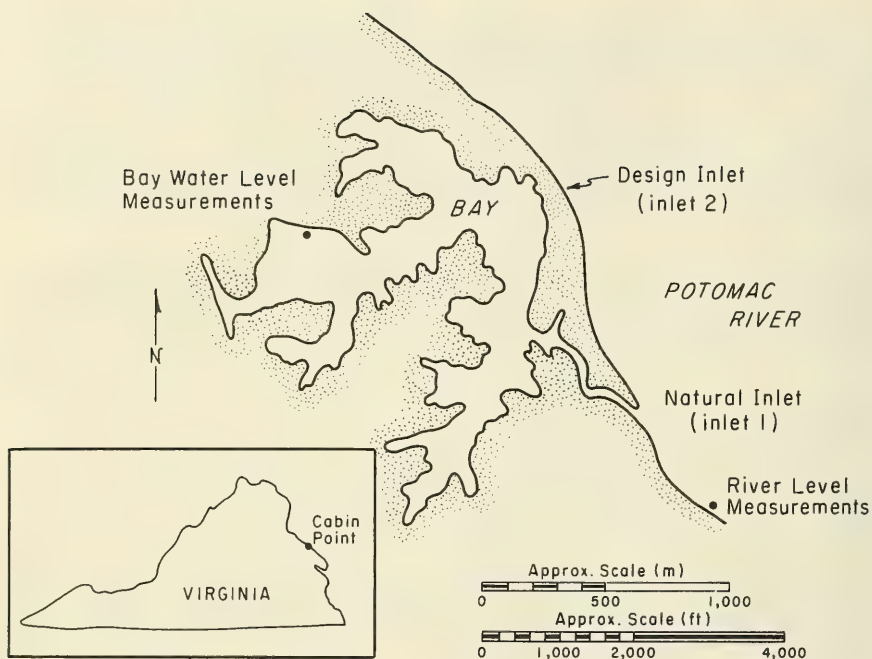 Bay Water Level
Measurements
BAY
Design Inlet
(inlet 2)
POTOMAC
RIVER
N
Natural Inlet
(inlet 1)
River Level
Measurements
Cabin
Point
VIRGINIA
Approx. Scale (m)
0 500 1,000
Approx. Scale (ft)
0 1,000 2,000 4,000